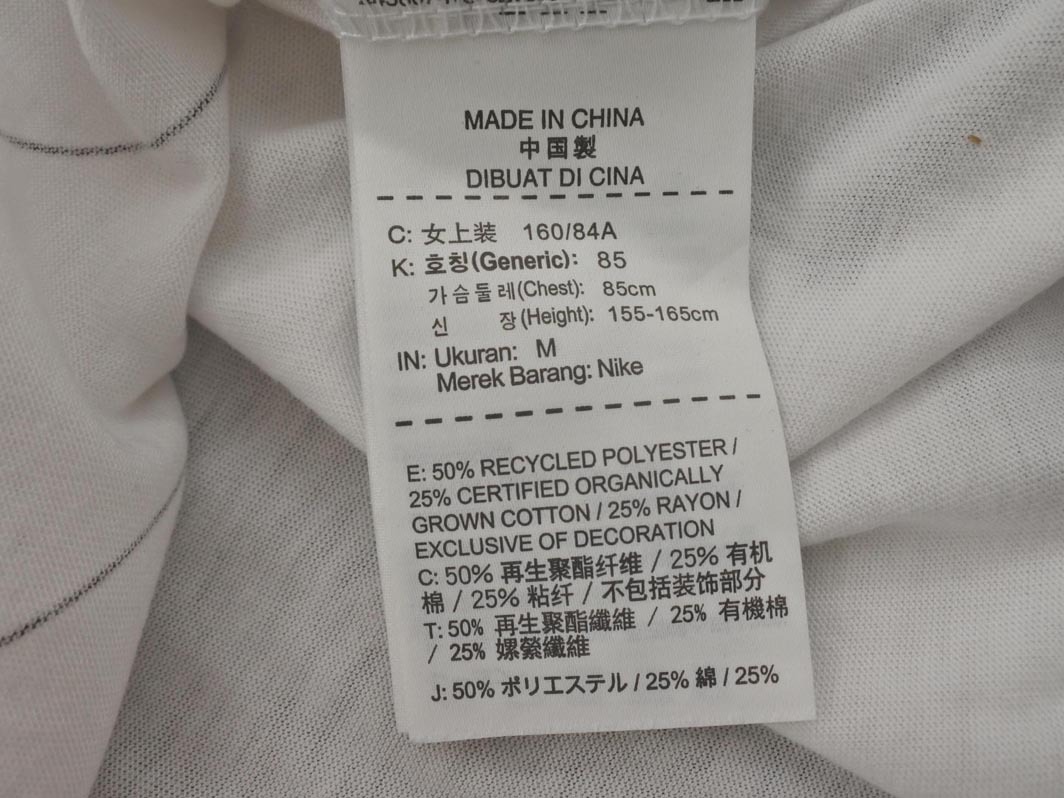 MADE IN CHINA
中国製
DIBUAT DI CINA
C: 女上装 160/84A
K: 호칭(Generic): 85
가슴둘레(Chest): 85cm
신 장(Height): 155-165cm
IN: Ukuran: M
Merek Barang: Nike
E: 50% RECYCLED POLYESTER /
25% CERTIFIED ORGANICALLY
GROWN COTTON / 25% RAYON /
EXCLUSIVE OF DECORATION
C: 50% 再生聚酯纤维 / 25% 有机
棉 / 25% 粘纤 / 不包括装饰部分
T: 50% 再生聚酯纖維 / 25% 有機棉
/ 25% 嫘縈纖維
J: 50% ポリエステル / 25% 綿 / 25%